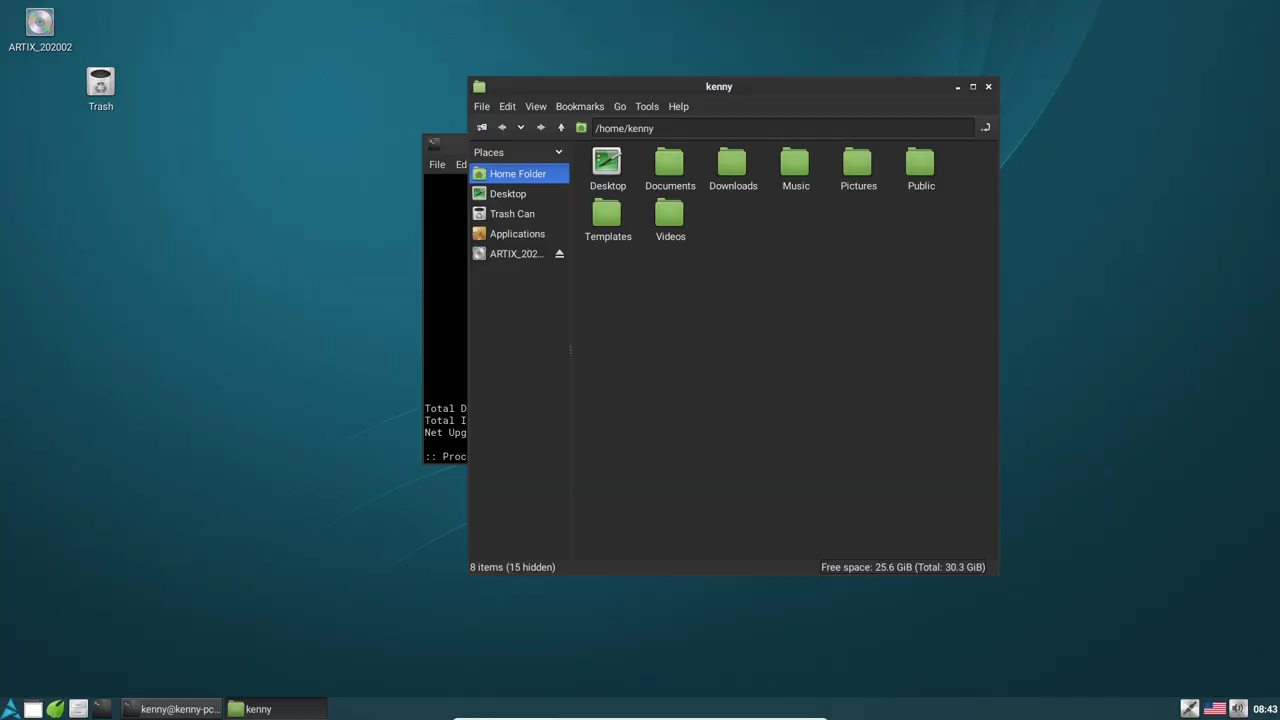 ARTIX_202002
Trash
kenny
File Edit View Bookmarks Go Tools Help
/home/kenny
Places
Home Folder
Desktop
Trash Can
Applications
ARTIX_202...
Desktop Documents Downloads Music Pictures Public
Templates Videos
8 items (15 hidden)
Free space: 25.6 GiB (Total: 30.3 GiB)
File Ed
Total D
Total I
Net Upg
:: Proc
kenny@kenny-pc... kenny
08:43